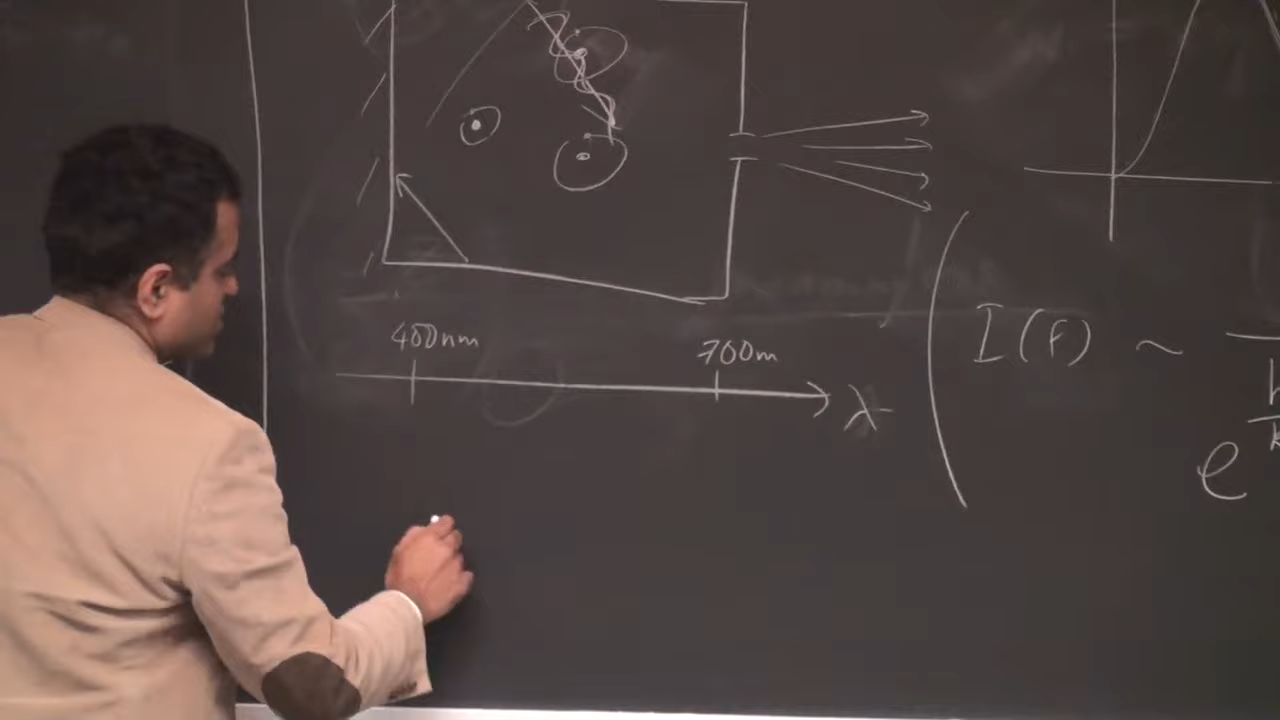 400nm
700m
λ
I(f) ~
e